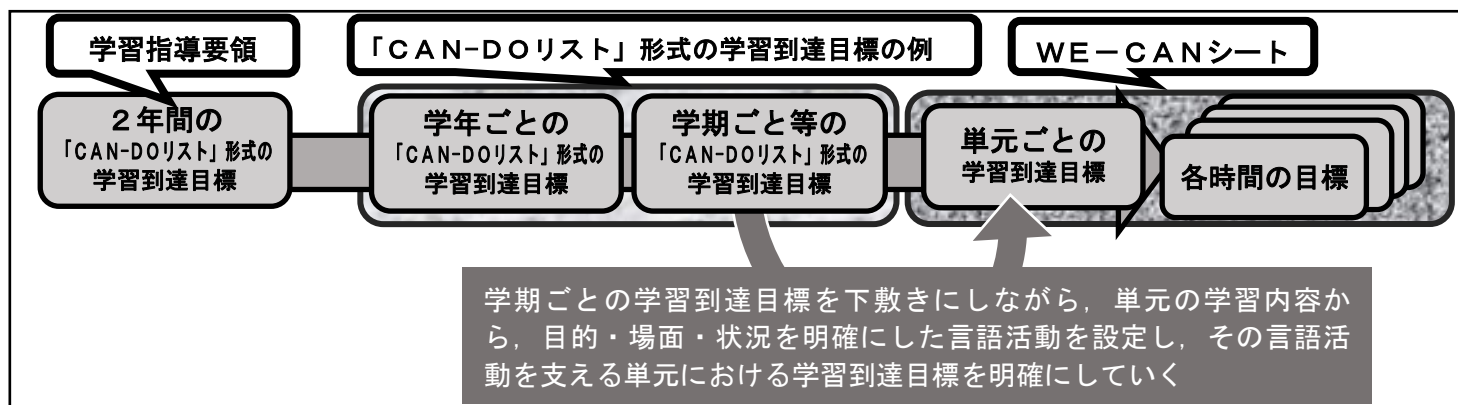 学習指導要領
「ＣＡＮ－ＤＯリスト」形式の学習到達目標の例
ＷＥ－ＣＡＮシート
２年間の
「ＣＡＮ－ＤＯリスト」形式の
学習到達目標
学年ごとの
「ＣＡＮ－ＤＯリスト」形式の
学習到達目標
学期ごと等の
「ＣＡＮ－ＤＯリスト」形式の
学習到達目標
単元ごとの
学習到達目標
各時間の目標
学期ごとの学習到達目標を下敷きにしながら，単元の学習内容か
ら，目的・場面・状況を明確にした言語活動を設定し，その言語活
動を支える単元における学習到達目標を明確にしていく